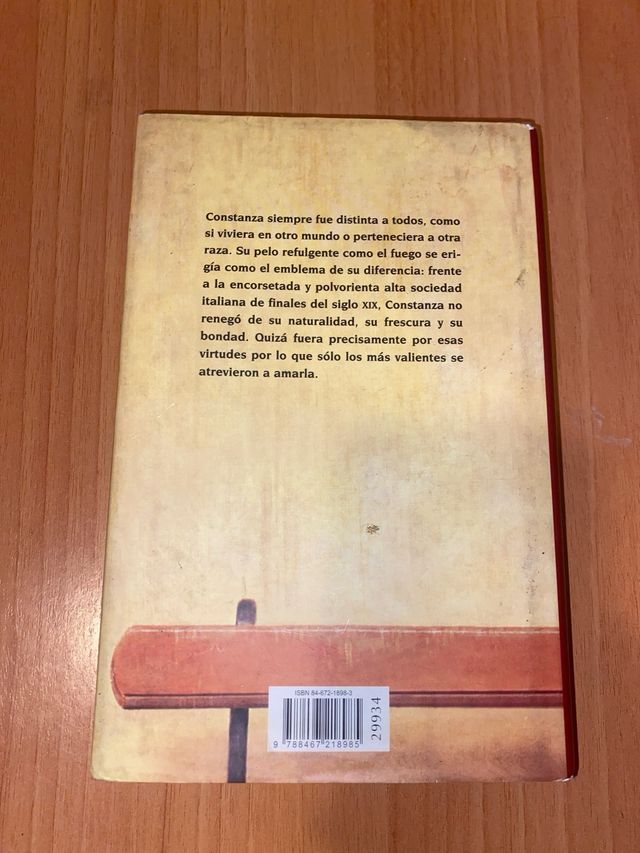 Constanza siempre fue distinta a todos, como
si viviera en otro mundo o perteneciera a otra
raza. Su pelo refulgente como el fuego se eri-
gía como el emblema de su diferencia: frente
a la encorsetada y polvorienta alta sociedad
italiana de finales del siglo XIX, Constanza no
renegó de su naturalidad, su frescura y su
bondad. Quizá fuera precisamente por esas
virtudes por lo que sólo los más valientes se
atrevieron a amarla.
ISBN 84-672-1898-3
9 788467 218985
29934